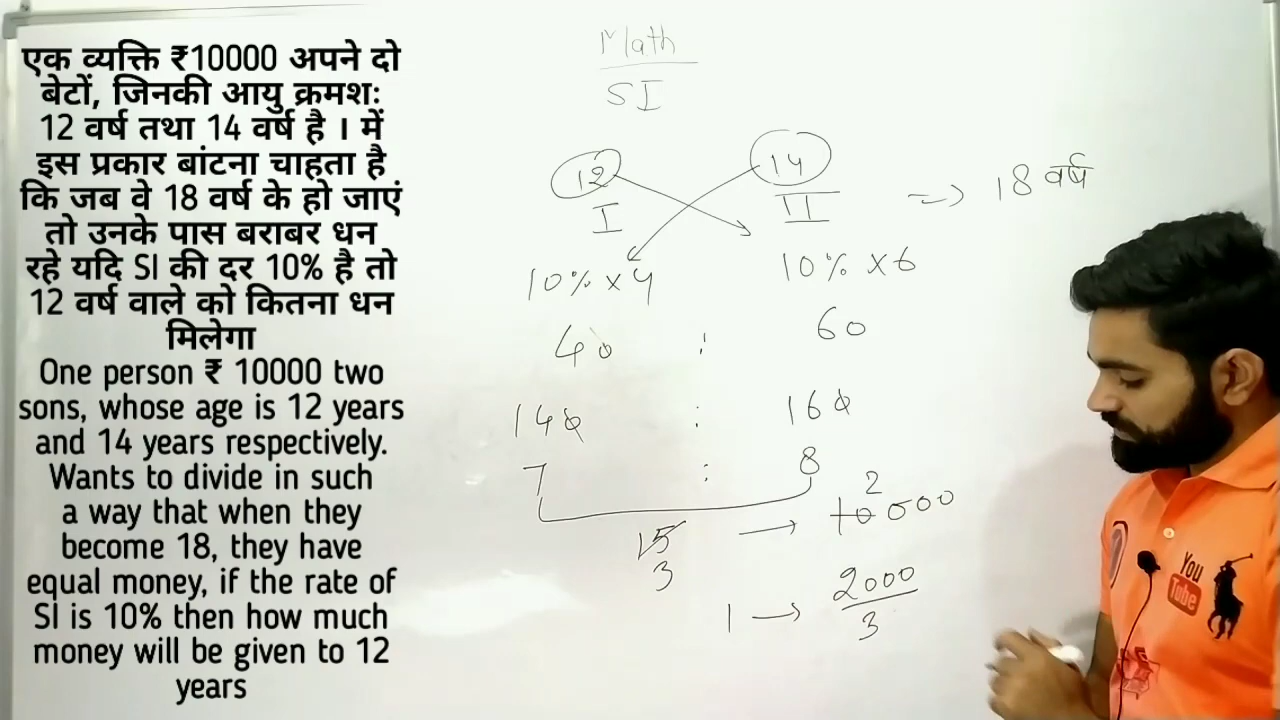 एक व्यक्ति ₹10000 अपने दो
बेटों, जिनकी आयु क्रमशः
12 वर्ष तथा 14 वर्ष है । में
इस प्रकार बांटना चाहता है
कि जब वे 18 वर्ष के हो जाएं
तो उनके पास बराबर धन
रहे यदि SI की दर 10% है तो
12 वर्ष वाले को कितना धन
मिलेगा
One person ₹ 10000 two
sons, whose age is 12 years
and 14 years respectively.
Wants to divide in such
a way that when they
become 18, they have
equal money, if the rate of
SI is 10% then how much
money will be given to 12
years
Math
SI
12 14
I II => 18 वर्ष
10% × 4 10% × 6
40 : 60
140 : 160
7 : 8
2
15 → 10000
3
1 → 2000
3
You
Tube